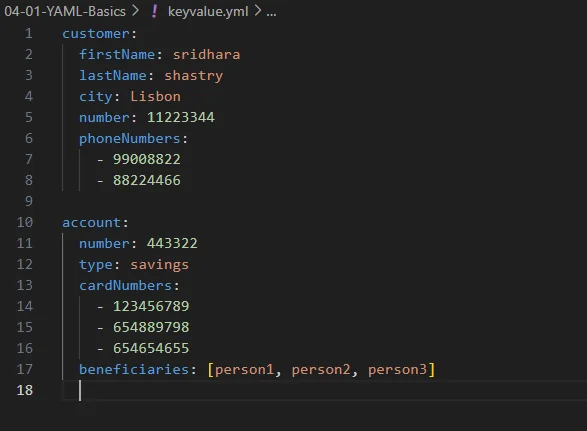 04-01-YAML-Basics > ! keyvalue.yml > ...
1 customer:
2   firstName: sridhara
3   lastName: shastry
4   city: Lisbon
5   number: 11223344
6   phoneNumbers:
7     - 99008822
8     - 88224466
9
10 account:
11   number: 443322
12   type: savings
13   cardNumbers:
14     - 123456789
15     - 654889798
16     - 654654655
17   beneficiaries: [person1, person2, person3]
18